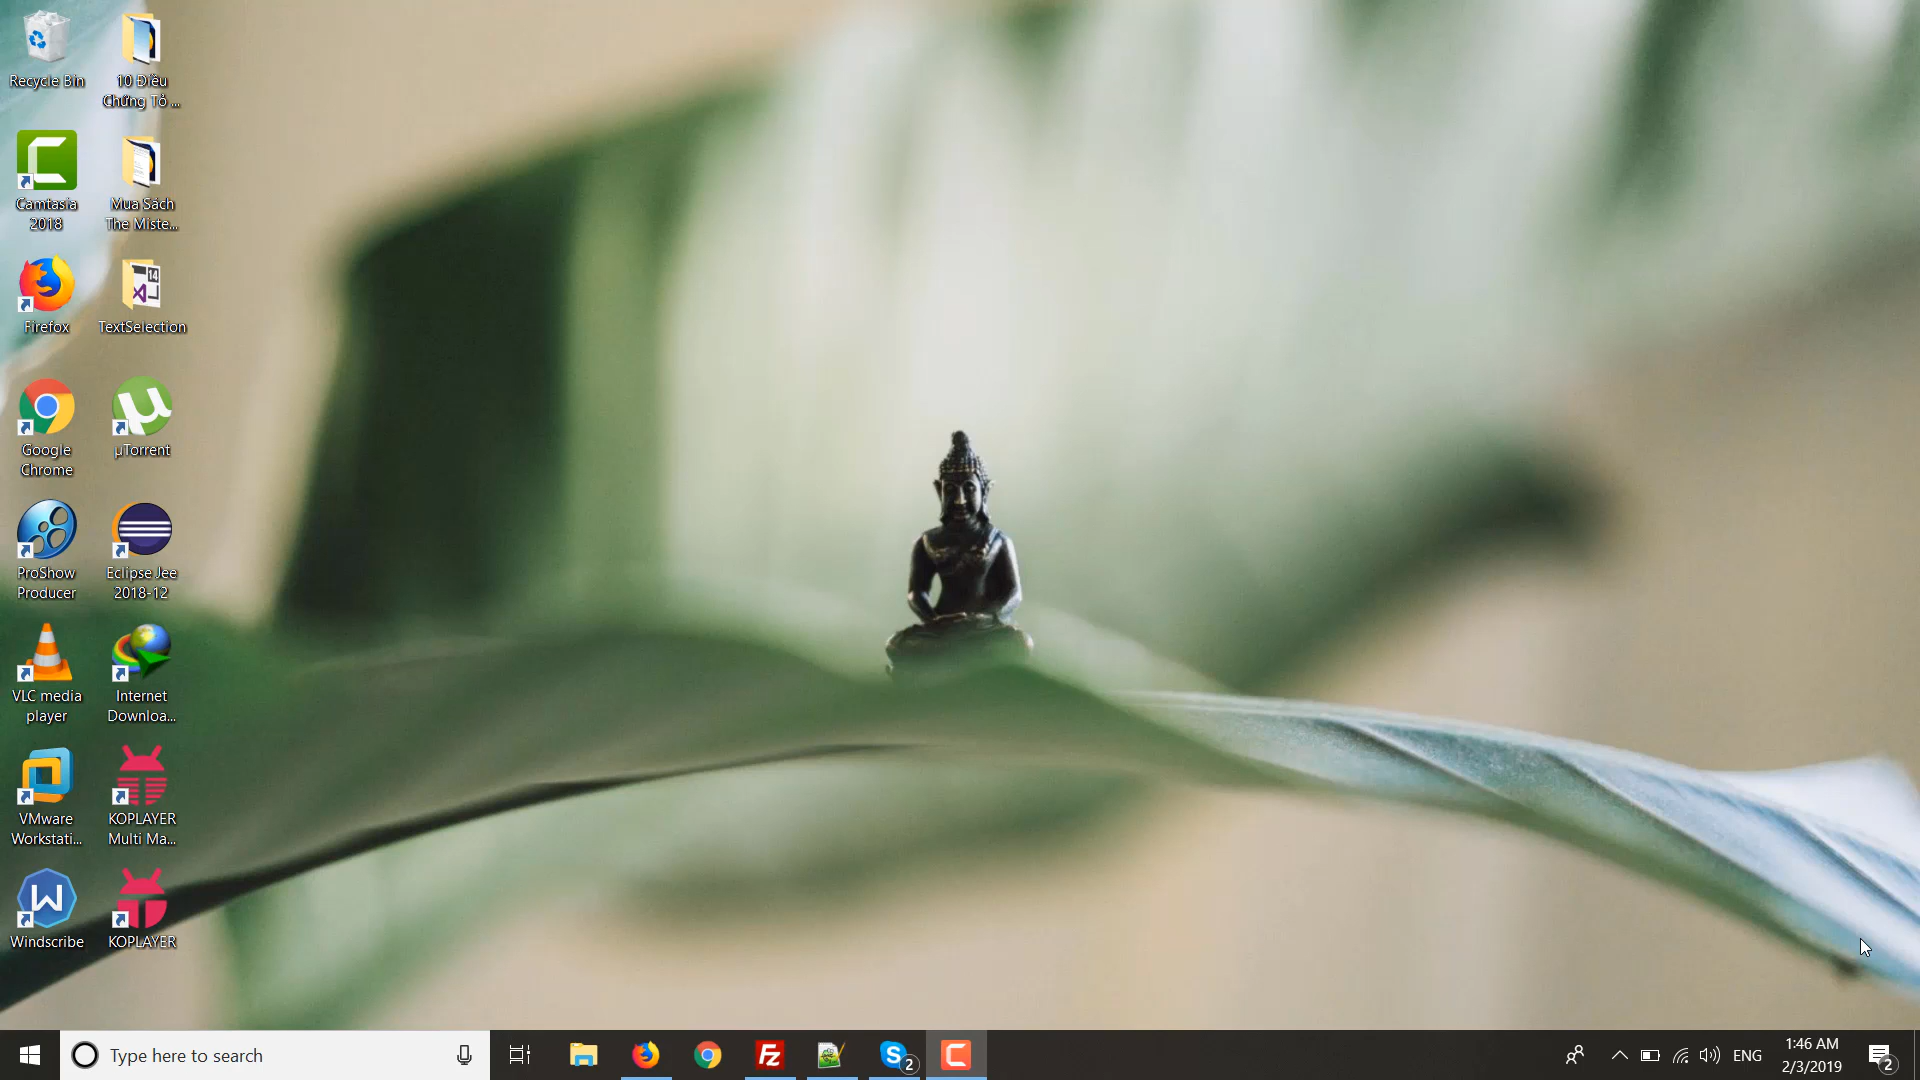 Recycle Bin
10 Điều
Chứng Tỏ ...
Camtasia
2018
Mua Sách
The Miste...
Firefox
14
TextSelection
Google
Chrome
µTorrent
ProShow
Producer
Eclipse Jee
2018-12
VLC media
player
Internet
Downloa...
VMware
Workstati...
KOPLAYER
Multi Ma...
Windscribe
KOPLAYER
Type here to search
2
ENG
1:46 AM
2/3/2019
2